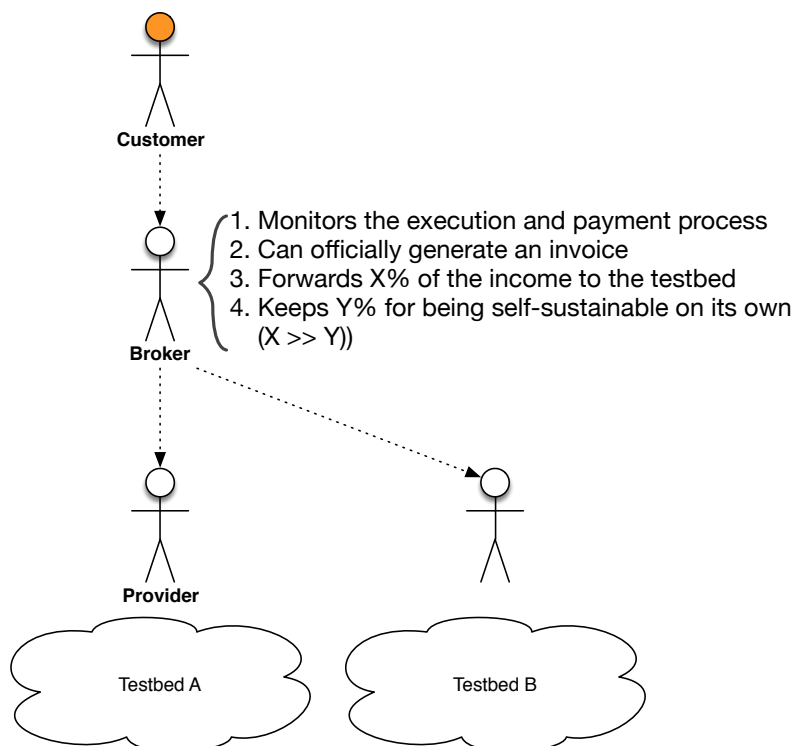 Customer
1. Monitors the execution and payment process
2. Can officially generate an invoice
3. Forwards X% of the income to the testbed
4. Keeps Y% for being self-sustainable on its own
(X >> Y))
Broker
Provider
Testbed A
Testbed B